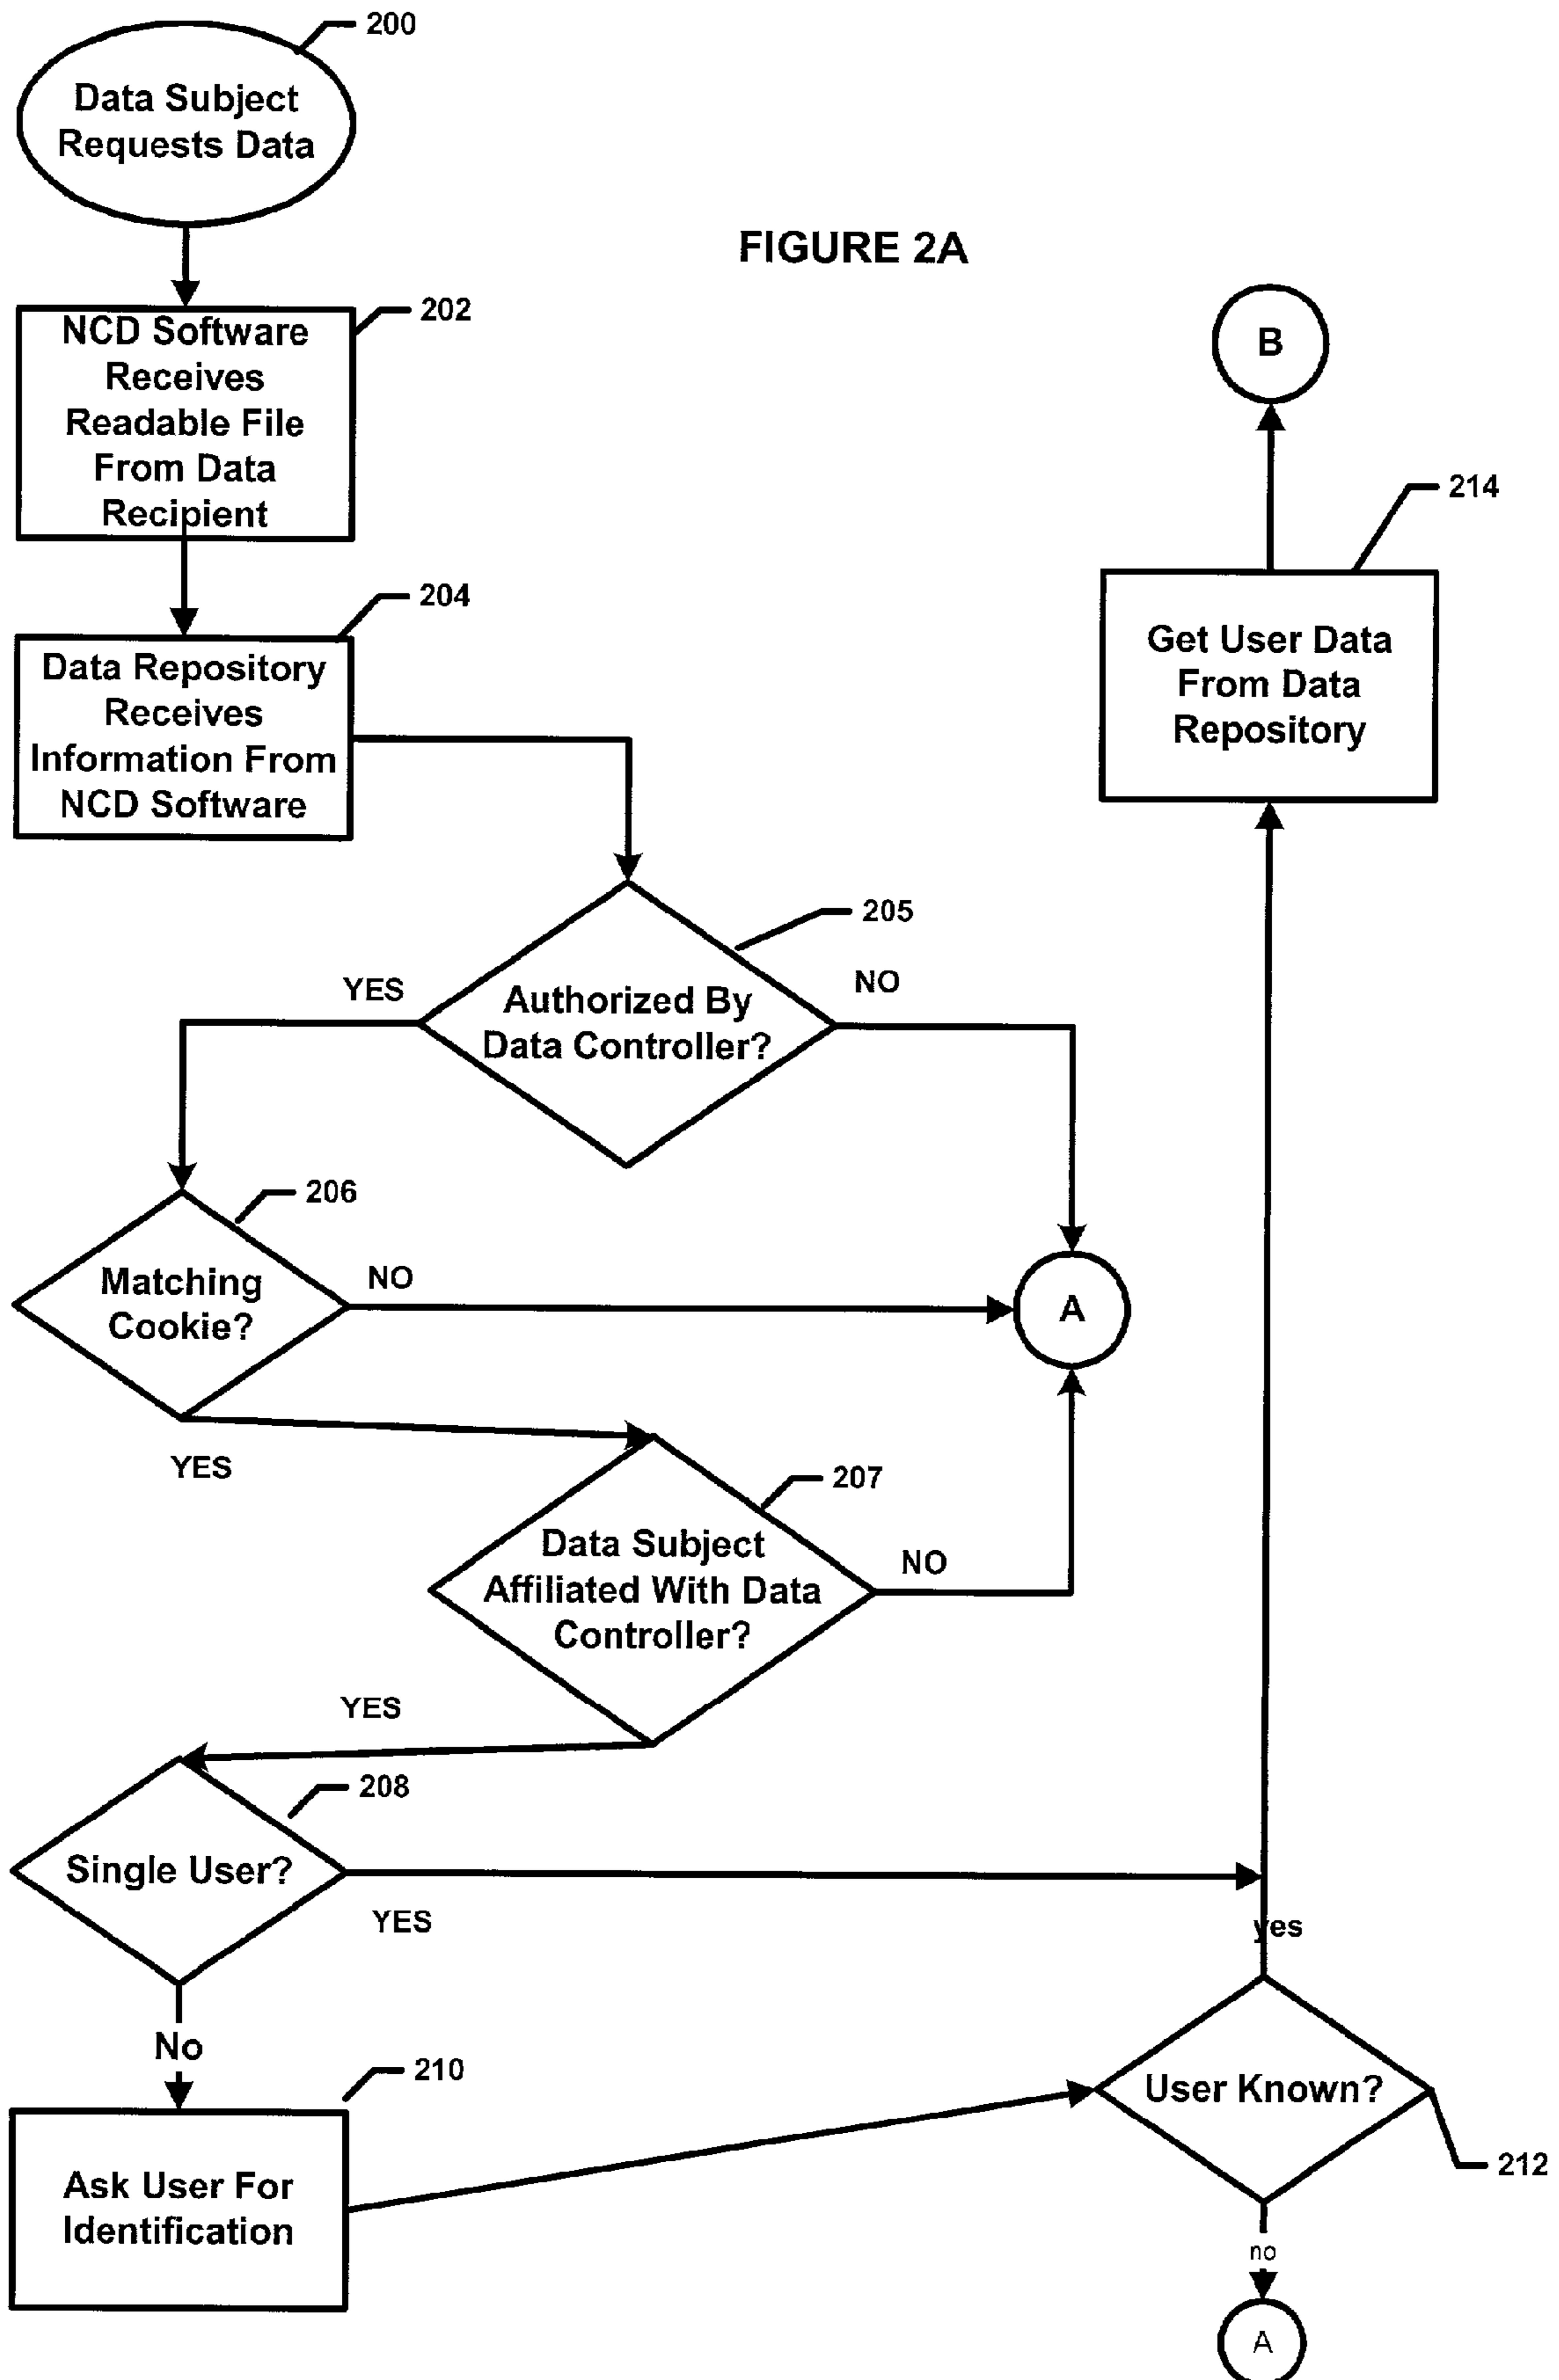 200
Data Subject
Requests Data
FIGURE 2A
202
NCD Software
Receives
Readable File
From Data
Recipient
B
214
204
Data Repository
Receives
Information From
NCD Software
Get User Data
From Data
Repository
205
YES
NO
Authorized By
Data Controller?
206
Matching
Cookie?
NO
A
YES
207
Data Subject
Affiliated With Data
Controller?
NO
YES
208
Single User?
YES
yes
No
210
User Known?
212
Ask User For
Identification
no
A